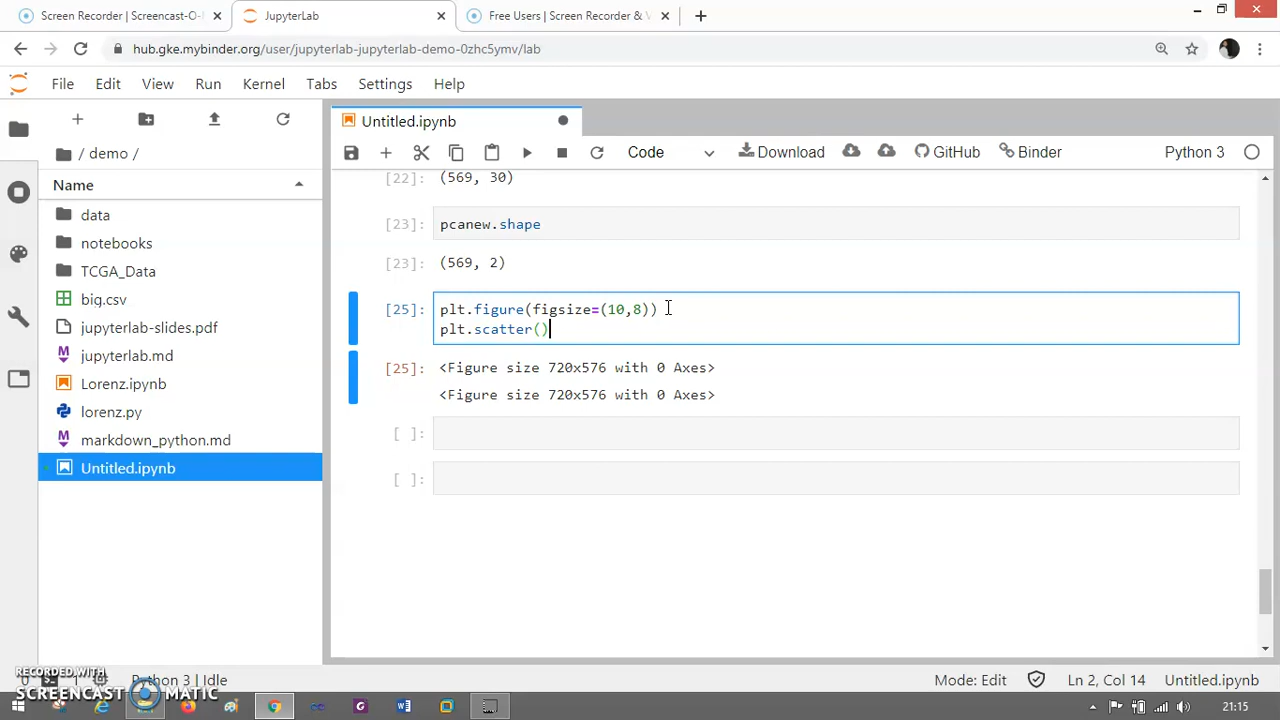 Screen Recorder | Screencast-O-
JupyterLab
Free Users | Screen Recorder & V
hub.gke.mybinder.org/user/jupyterlab-jupyterlab-demo-0zhc5ymv/lab
File Edit View Run Kernel Tabs Settings Help
Untitled.ipynb
Code
Download
GitHub
Binder
Python 3
/ demo /
Name
data
notebooks
TCGA_Data
big.csv
jupyterlab-slides.pdf
jupyterlab.md
Lorenz.ipynb
lorenz.py
markdown_python.md
Untitled.ipynb
[22]: (569, 30)
[23]: pcanew.shape
[23]: (569, 2)
[25]: plt.figure(figsize=(10,8))
plt.scatter()
[25]: <Figure size 720x576 with 0 Axes>
<Figure size 720x576 with 0 Axes>
[ ]:
[ ]:
RECORDED WITH
SCREENCAST MATIC
Python 3 | Idle
Mode: Edit
Ln 2, Col 14
Untitled.ipynb
21:15